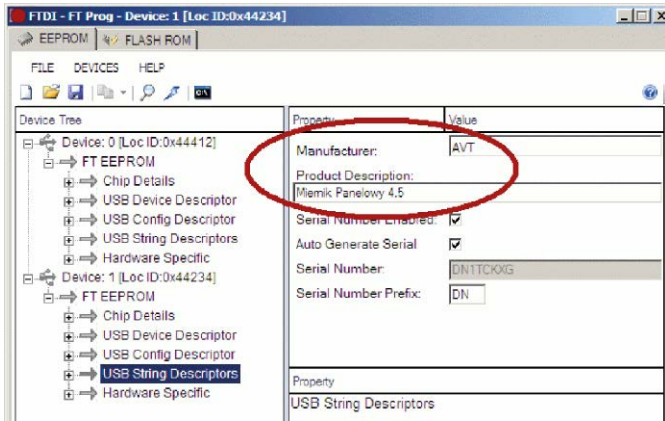 FTDI - FT Prog - Device: 1 [Loc ID:0x44234]
EEPROM FLASH ROM
FILE DEVICES HELP
Device Tree
Device: 0 [Loc ID:0x44412]
FT EEPROM
Chip Details
USB Device Descriptor
USB Config Descriptor
USB String Descriptors
Hardware Specific
Device: 1 [Loc ID:0x44234]
FT EEPROM
Chip Details
USB Device Descriptor
USB Config Descriptor
USB String Descriptors
Hardware Specific
Property Value
Manufacturer: AVT
Product Description:
Miernik Panelowy 4,5
Serial Number Enabled:
Auto Generate Serial
Serial Number: DN1TCKXG
Serial Number Prefix: DN
Property
USB String Descriptors